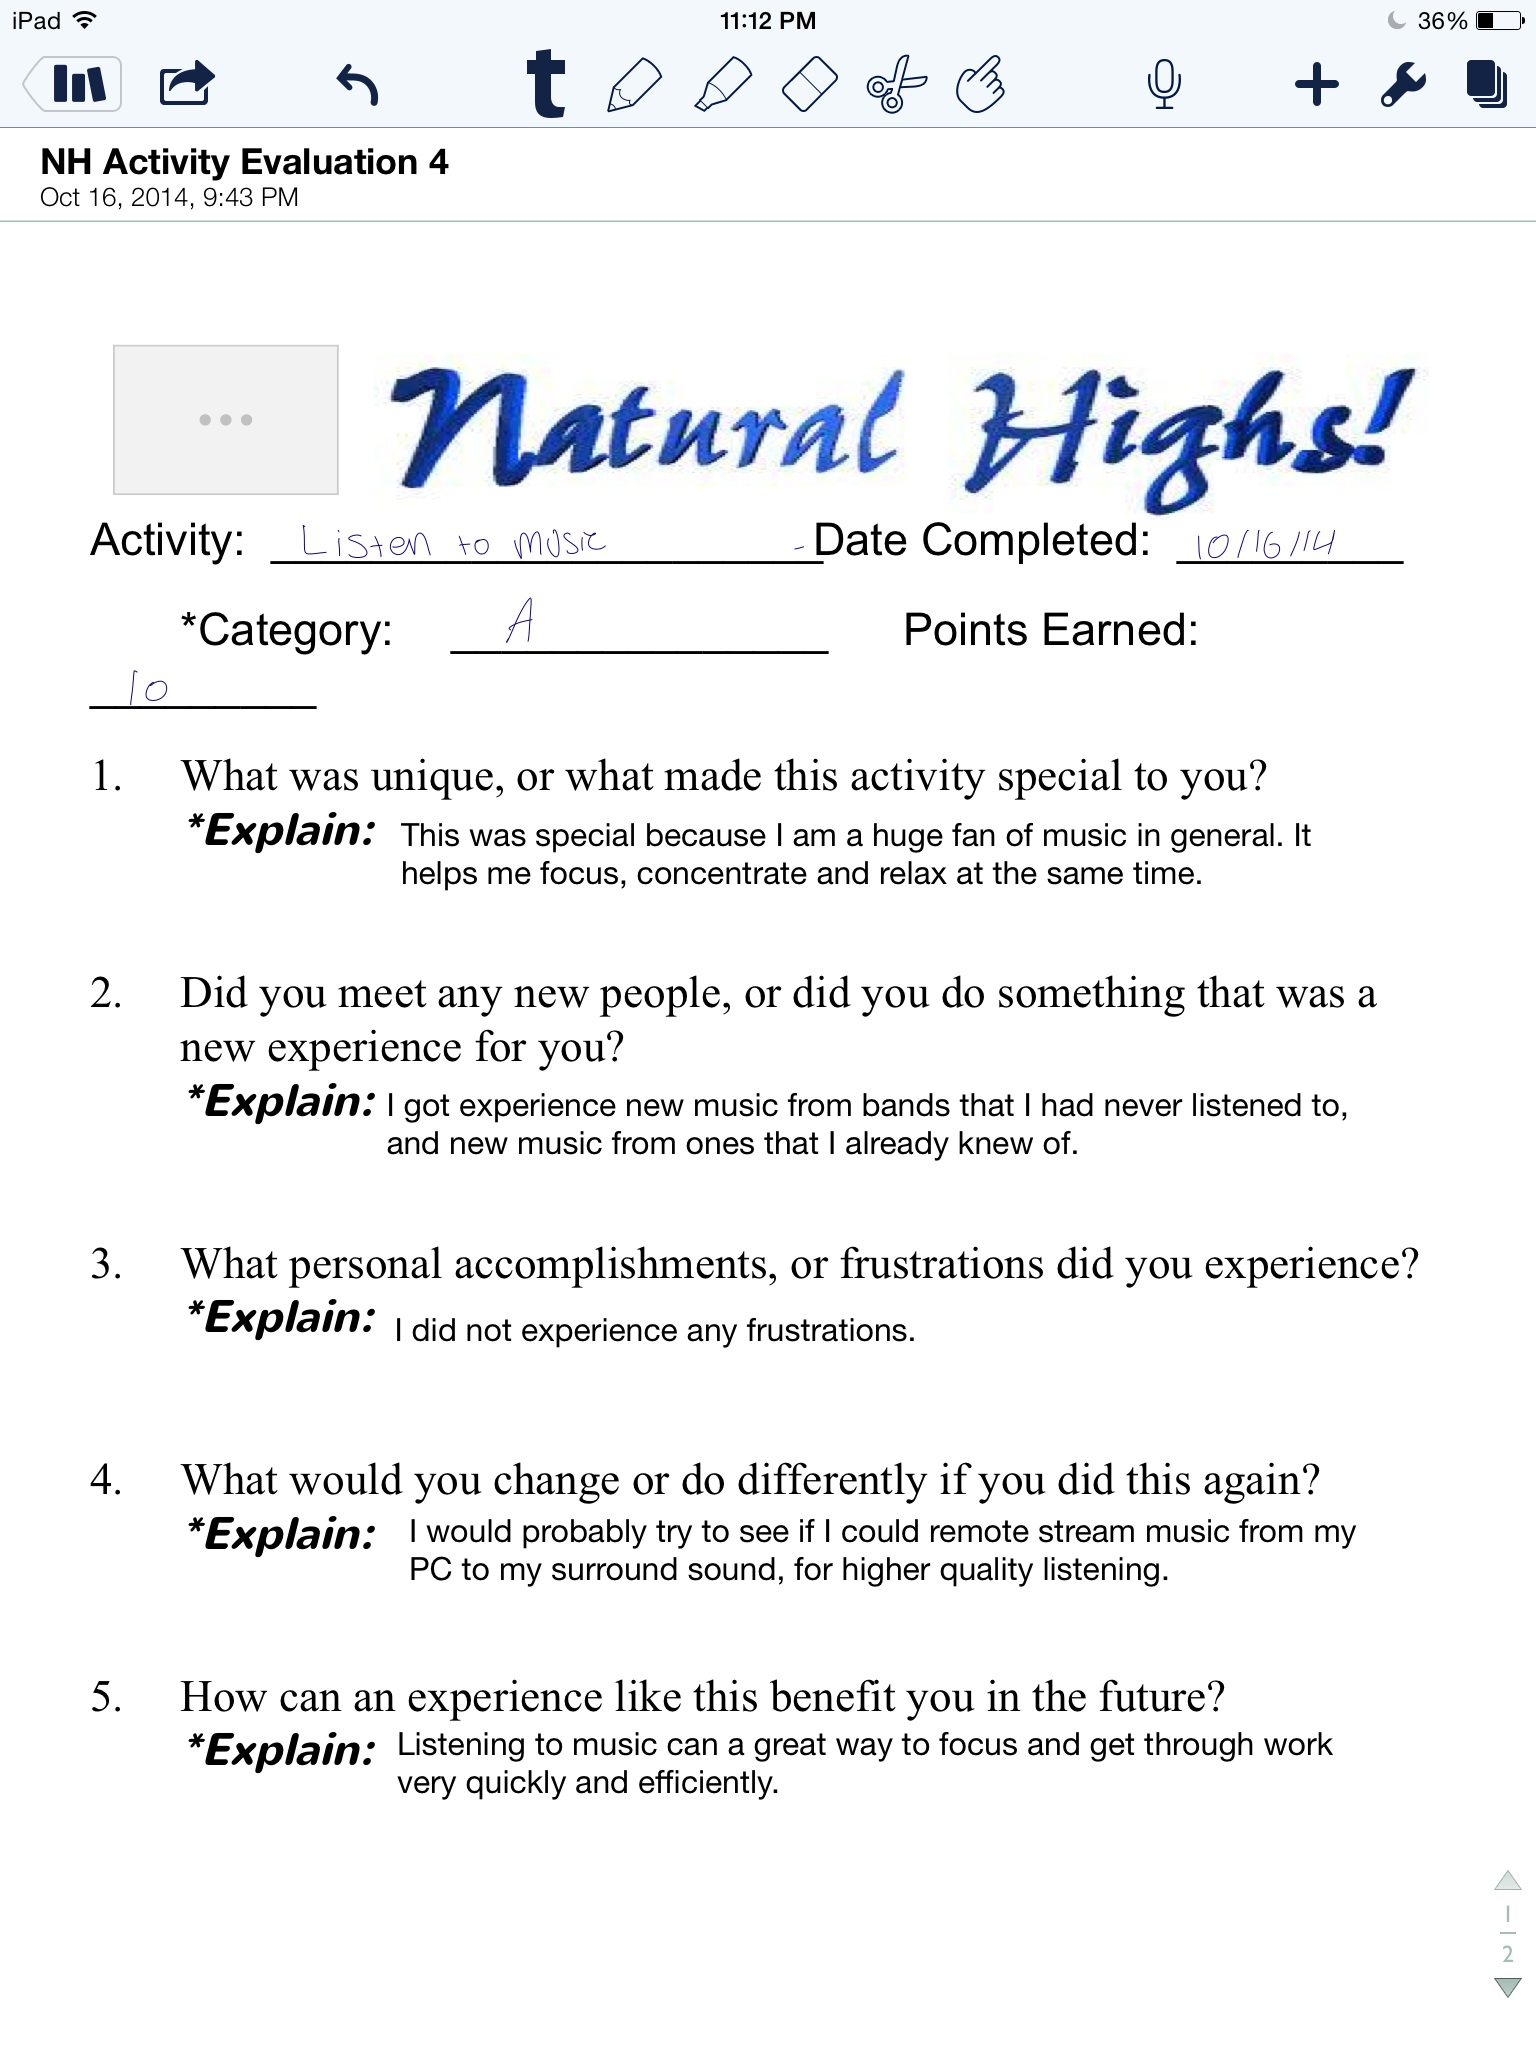 iPad 11:12 PM 36%
t
NH Activity Evaluation 4
Oct 16, 2014, 9:43 PM
Natural Highs!
Activity: Listen to music - Date Completed: 10/16/14
*Category: A Points Earned:
10
1. What was unique, or what made this activity special to you?
*Explain: This was special because I am a huge fan of music in general. It
helps me focus, concentrate and relax at the same time.
2. Did you meet any new people, or did you do something that was a
new experience for you?
*Explain: I got experience new music from bands that I had never listened to,
and new music from ones that I already knew of.
3. What personal accomplishments, or frustrations did you experience?
*Explain: I did not experience any frustrations.
4. What would you change or do differently if you did this again?
*Explain: I would probably try to see if I could remote stream music from my
PC to my surround sound, for higher quality listening.
5. How can an experience like this benefit you in the future?
*Explain: Listening to music can a great way to focus and get through work
very quickly and efficiently.
1
2